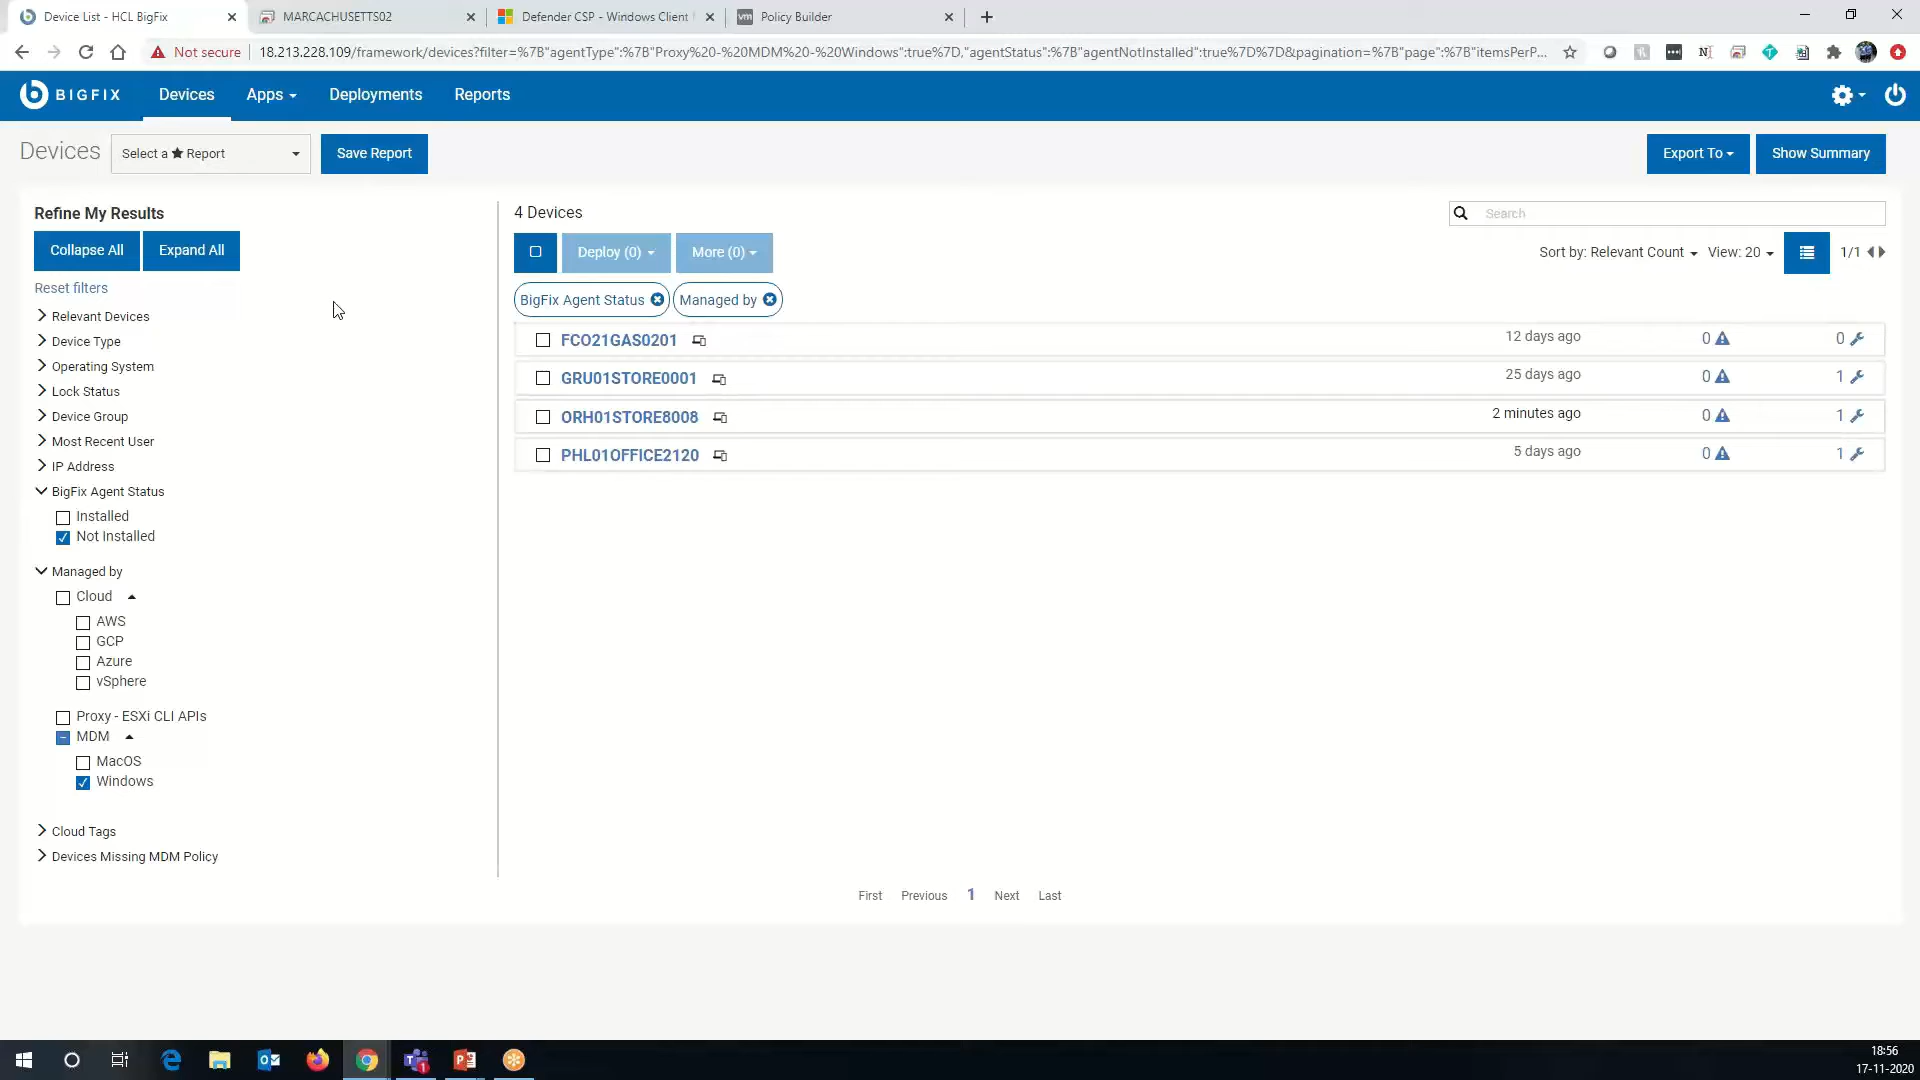 Device List - HCL BigFix
MARCACHUSETTS02
Defender CSP - Windows Client
vm Policy Builder
Not secure
18.213.228.109/framework/devices?filter=%7B"agentType":%7B"Proxy%20-%20MDM%20-%20Windows":true%7D,"agentStatus":%7B"agentNotInstalled":true%7D%7D&pagination=%7B"page":%7B"itemsPerP...
BIGFIX
Devices
Apps
Deployments
Reports
Devices
Select a ★ Report
Save Report
Export To
Show Summary
Refine My Results
Collapse All
Expand All
Reset filters
Relevant Devices
Device Type
Operating System
Lock Status
Device Group
Most Recent User
IP Address
BigFix Agent Status
Installed
Not Installed
Managed by
Cloud
AWS
GCP
Azure
vSphere
Proxy - ESXi CLI APIs
MDM
MacOS
Windows
Cloud Tags
Devices Missing MDM Policy
4 Devices
Search
Deploy (0)
More (0)
Sort by: Relevant Count
View: 20
1/1
BigFix Agent Status
Managed by
FCO21GAS0201 12 days ago 0 0
GRU01STORE0001 25 days ago 0 1
ORH01STORE8008 2 minutes ago 0 1
PHL01OFFICE2120 5 days ago 0 1
First Previous 1 Next Last
18:56
17-11-2020